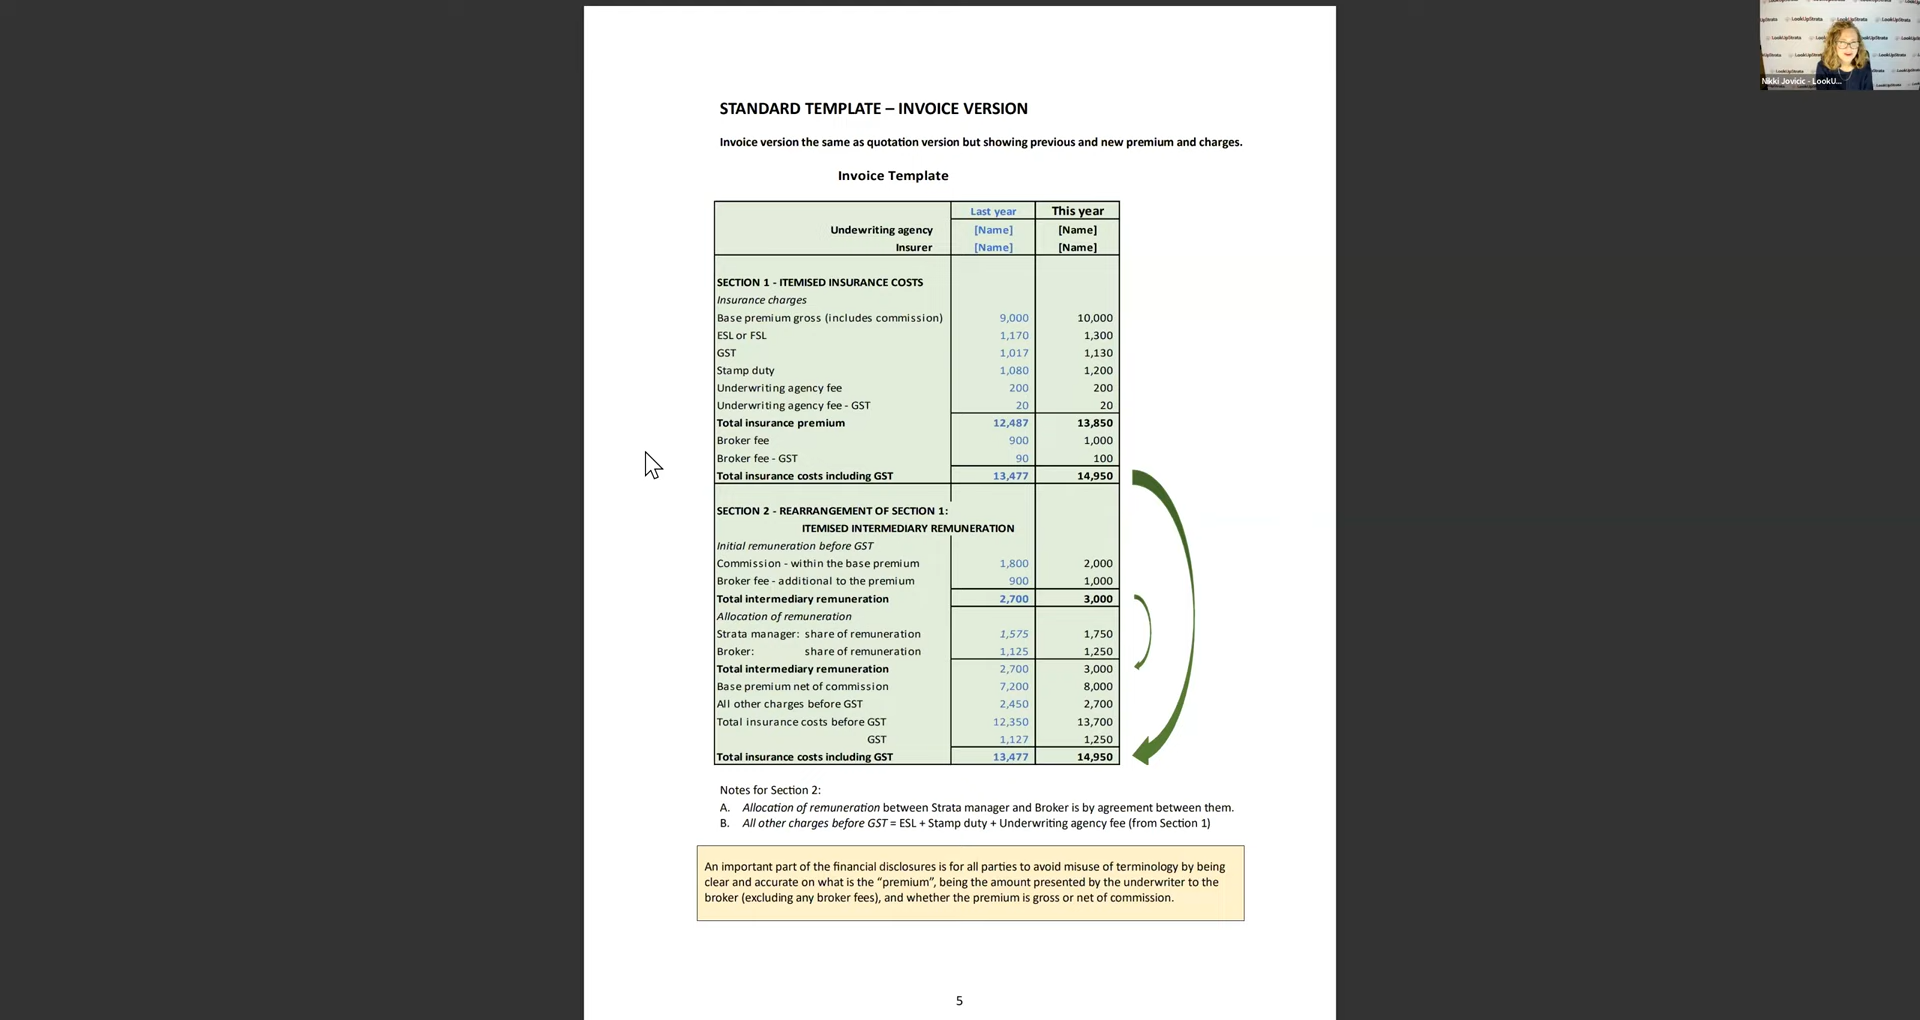 STANDARD TEMPLATE – INVOICE VERSION
Invoice version the same as quotation version but showing previous and new premium and charges.
Invoice Template
Last year This year
Undewriting agency [Name] [Name]
Insurer [Name] [Name]
SECTION 1 - ITEMISED INSURANCE COSTS
Insurance charges
Base premium gross (includes commission) 9,000 10,000
ESL or FSL 1,170 1,300
GST 1,017 1,130
Stamp duty 1,080 1,200
Underwriting agency fee 200 200
Underwriting agency fee - GST 20 20
Total insurance premium 12,487 13,850
Broker fee 900 1,000
Broker fee - GST 90 100
Total insurance costs including GST 13,477 14,950
SECTION 2 - REARRANGEMENT OF SECTION 1:
ITEMISED INTERMEDIARY REMUNERATION
Initial remuneration before GST
Commission - within the base premium 1,800 2,000
Broker fee - additional to the premium 900 1,000
Total intermediary remuneration 2,700 3,000
Allocation of remuneration
Strata manager: share of remuneration 1,575 1,750
Broker: share of remuneration 1,125 1,250
Total intermediary remuneration 2,700 3,000
Base premium net of commission 7,200 8,000
All other charges before GST 2,450 2,700
Total insurance costs before GST 12,350 13,700
GST 1,127 1,250
Total insurance costs including GST 13,477 14,950
Notes for Section 2:
A. Allocation of remuneration between Strata manager and Broker is by agreement between them.
B. All other charges before GST = ESL + Stamp duty + Underwriting agency fee (from Section 1)
An important part of the financial disclosures is for all parties to avoid misuse of terminology by being
clear and accurate on what is the “premium”, being the amount presented by the underwriter to the
broker (excluding any broker fees), and whether the premium is gross or net of commission.
5
Nikki Jovicic - LookU...